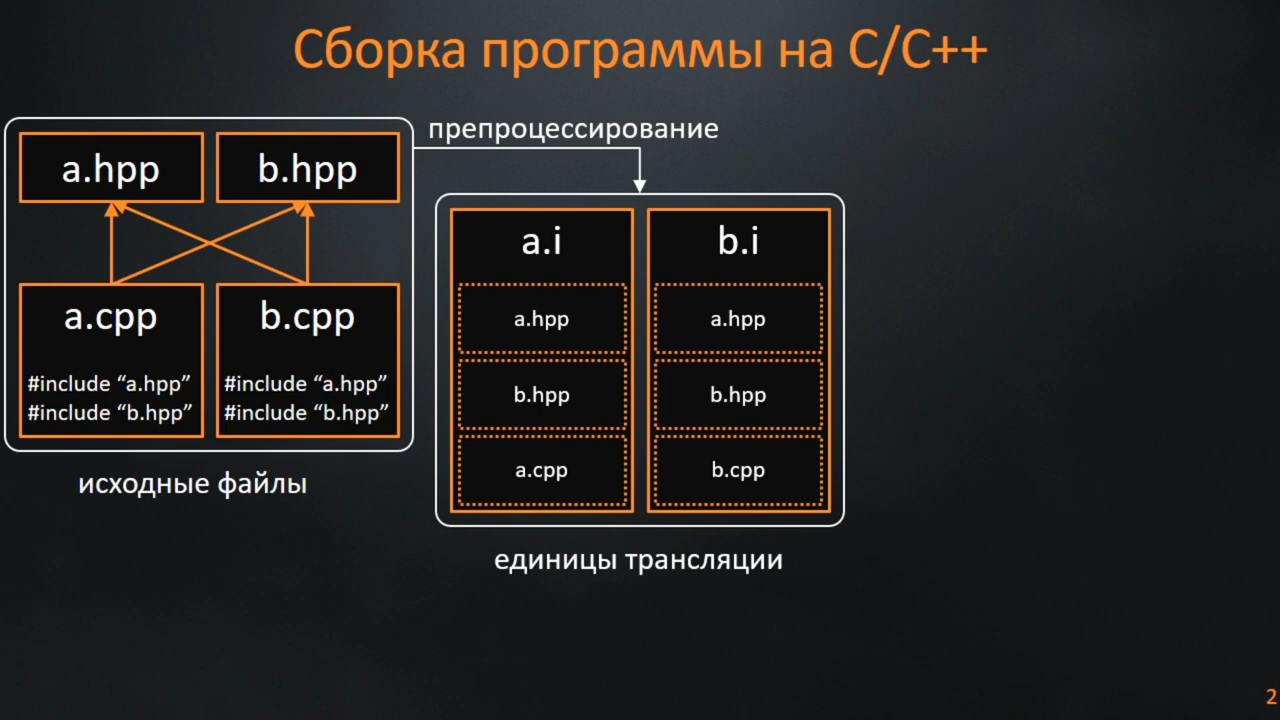 Сборка программы на C/C++
a.hpp
b.hpp
a.cpp
#include “a.hpp”
#include “b.hpp”
b.cpp
#include “a.hpp”
#include “b.hpp”
исходные файлы
препроцессирование
a.i
a.hpp
b.hpp
a.cpp
b.i
a.hpp
b.hpp
b.cpp
единицы трансляции
2